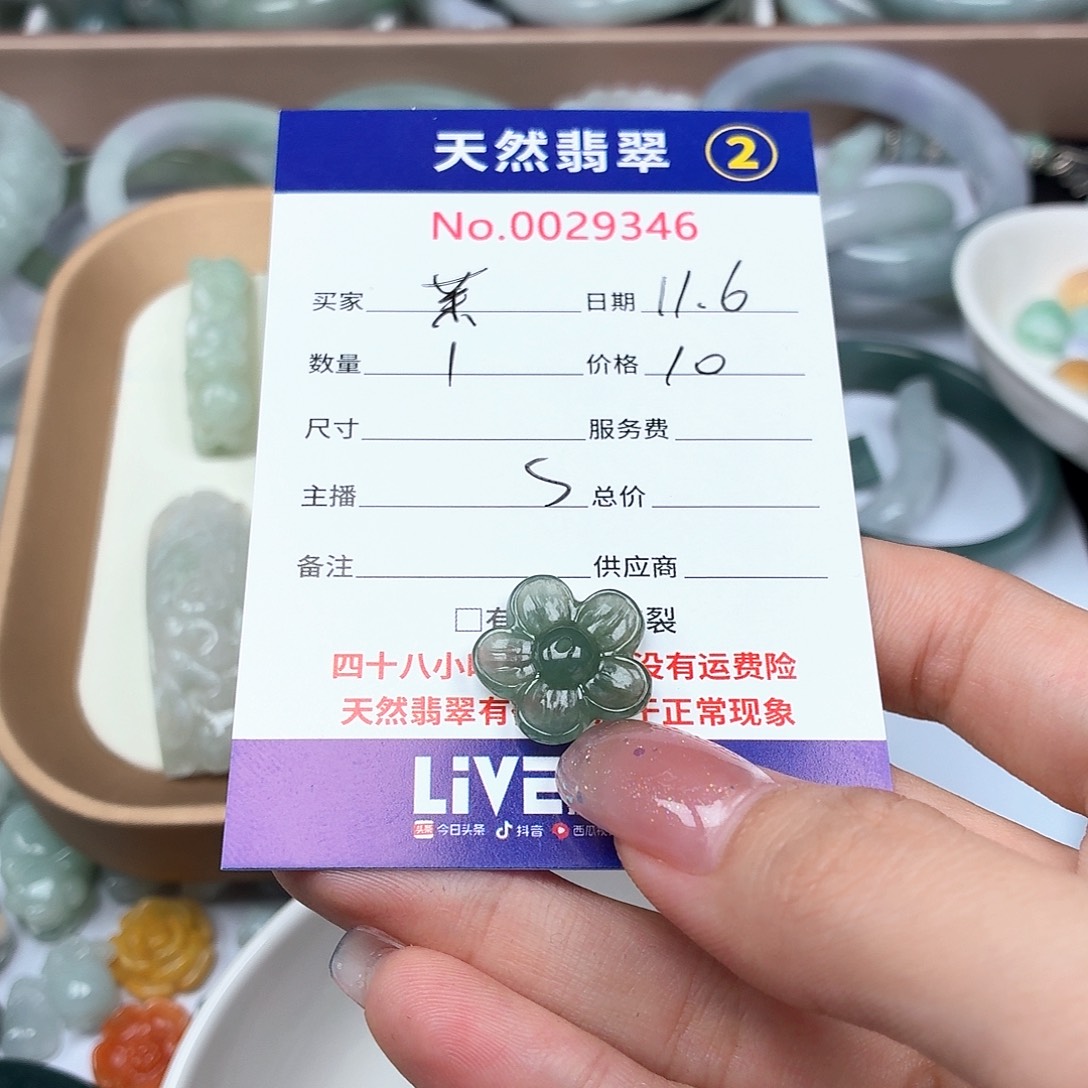 天然翡翠 2
No.0029346
买家 日期 11.6
数量 1 价格 10
尺寸 服务费
主播 S 总价
备注 供应商
□有 裂
四十八小 没有运费险
天然翡翠有 正常现象
LiVE
头条 今日头条 抖音 西瓜